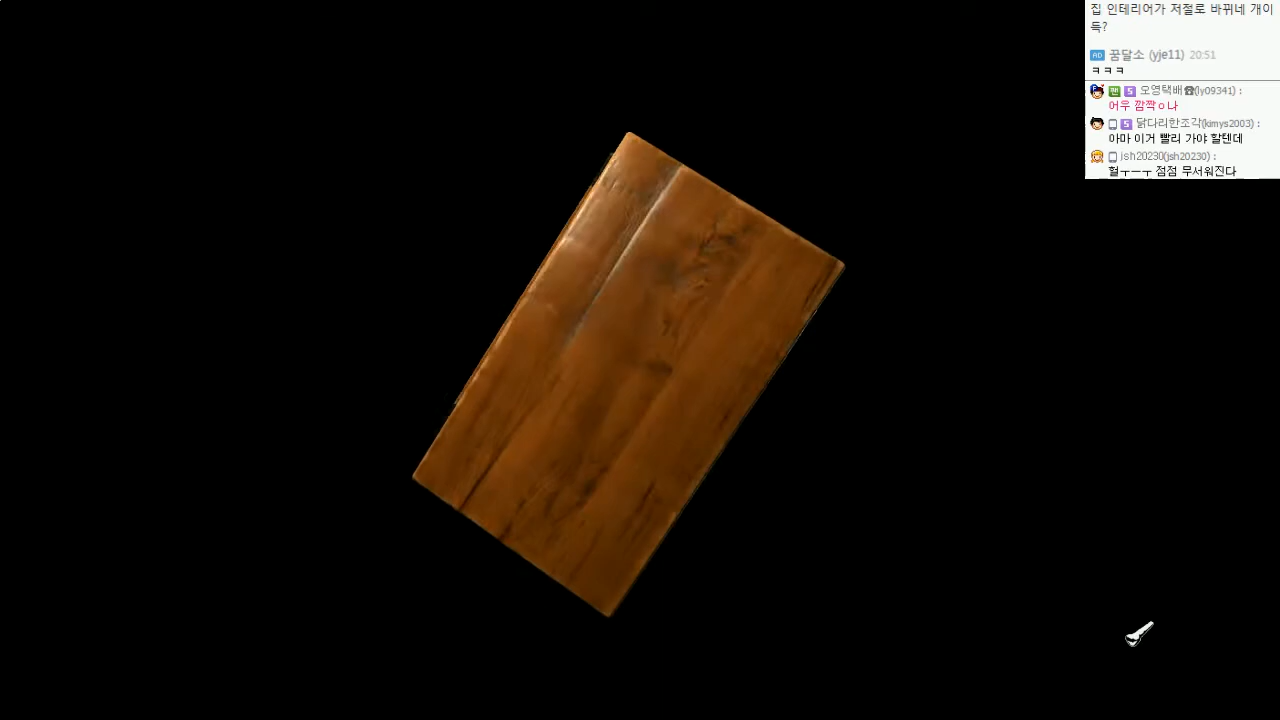 집 인테리어가 저절로 바뀌네 개이
득?
AD 꿈달소 (yje11) 20:51
ㅋㅋㅋ
팬 S 오영택배☎(ly09341) :
어우 깜짝ㅇ나
S 닭다리한조각(kimys2003) :
아마 이거 빨리 가야 할텐데
jsh20230(jsh20230) :
헐ㅜㅡㅜ 점점 무서워진다